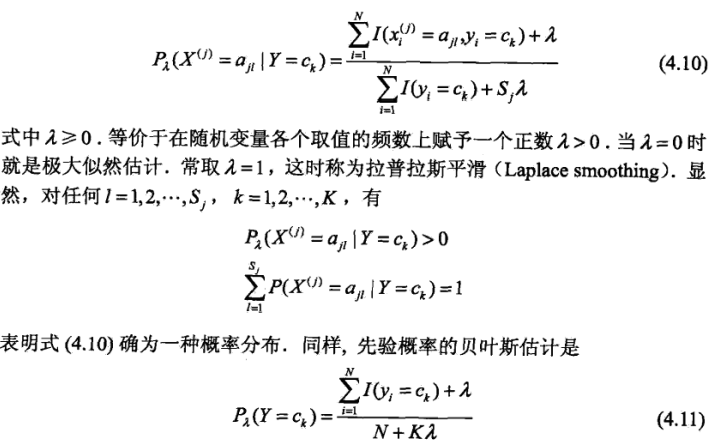 $$P_{\lambda}(X^{(j)}=a_{jl}\mid Y=c_k)=\frac{\sum_{i=1}^{N}I(x_i^{(j)}=a_{jl},y_i=c_k)+\lambda}{\sum_{i=1}^{N}I(y_i=c_k)+S_j\lambda} \quad (4.10)$$
式中 λ≥0．等价于在随机变量各个取值的频数上赋予一个正数 λ>0．当 λ=0 时
就是极大似然估计．常取 λ=1，这时称为拉普拉斯平滑（Laplace smoothing）．显
然，对任何 $l=1,2,\cdots,S_j$，$k=1,2,\cdots,K$，有
$$P_{\lambda}(X^{(j)}=a_{jl}\mid Y=c_k)>0$$
$$\sum_{l=1}^{S_j}P(X^{(j)}=a_{jl}\mid Y=c_k)=1$$
表明式 (4.10) 确为一种概率分布．同样, 先验概率的贝叶斯估计是
$$P_{\lambda}(Y=c_k)=\frac{\sum_{i=1}^{N}I(y_i=c_k)+\lambda}{N+K\lambda} \quad (4.11)$$